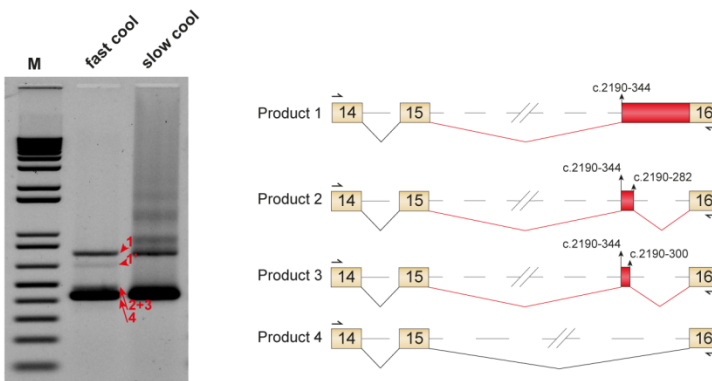 M
fast cool
slow cool
1
1
2+3
4
c.2190-344
Product 1
14
15
16
c.2190-344
c.2190-282
Product 2
14
15
16
c.2190-344
c.2190-300
Product 3
14
15
16
Product 4
14
15
16